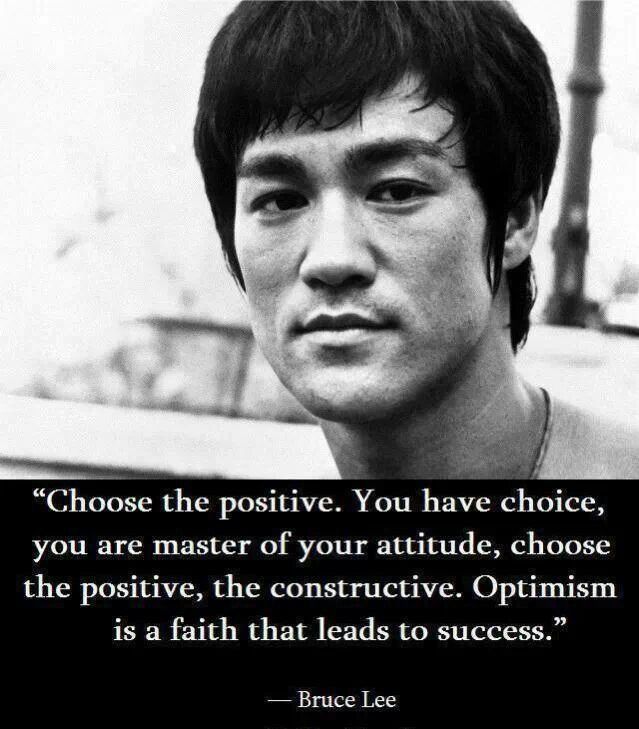 “Choose the positive. You have choice,
you are master of your attitude, choose
the positive, the constructive. Optimism
is a faith that leads to success.”
— Bruce Lee